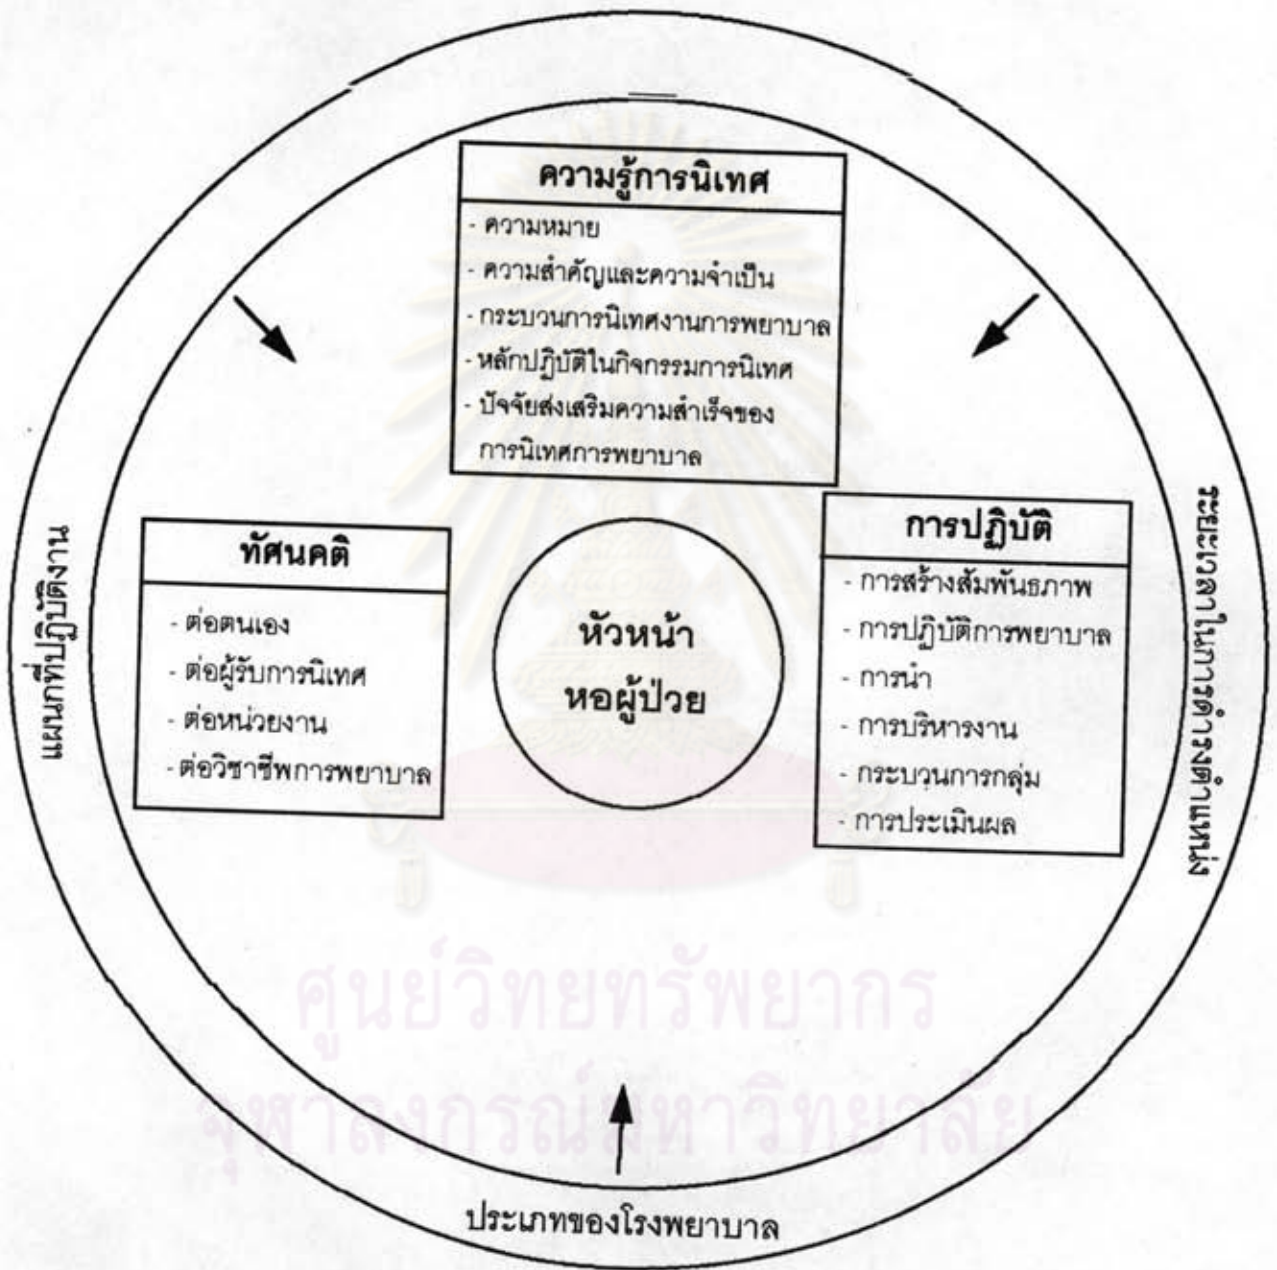 ความรู้การนิเทศ
- ความหมาย
- ความสำคัญและความจำเป็น
- กระบวนการนิเทศงานการพยาบาล
- หลักปฏิบัติในกิจกรรมการนิเทศ
- ปัจจัยส่งเสริมความสำเร็จของ
การนิเทศการพยาบาล
แผนกที่ปฏิบัติงาน
ทัศนคติ
- ต่อตนเอง
- ต่อผู้รับการนิเทศ
- ต่อหน่วยงาน
- ต่อวิชาชีพการพยาบาล
หัวหน้า
หอผู้ป่วย
การปฏิบัติ
- การสร้างสัมพันธภาพ
- การปฏิบัติการพยาบาล
- การนำ
- การบริหารงาน
- กระบวนการกลุ่ม
- การประเมินผล
ระยะเวลาในการดำรงตำแหน่ง
ศูนย์วิทยทรัพยากร
จุฬาลงกรณ์มหาวิทยาลัย
ประเภทของโรงพยาบาล